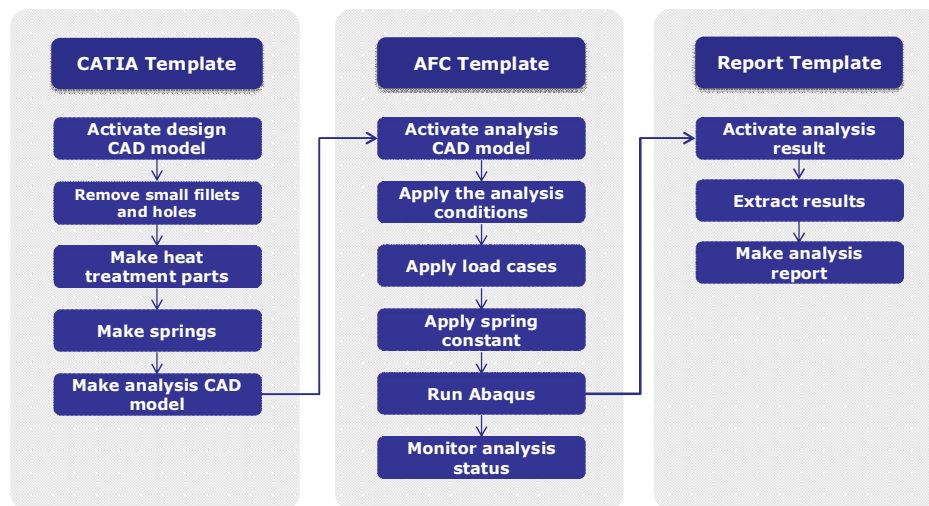 CATIA Template
Activate design
CAD model
Remove small fillets
and holes
Make heat
treatment parts
Make springs
Make analysis CAD
model
AFC Template
Activate analysis
CAD model
Apply the analysis
conditions
Apply load cases
Apply spring
constant
Run Abaqus
Monitor analysis
status
Report Template
Activate analysis
result
Extract results
Make analysis
report